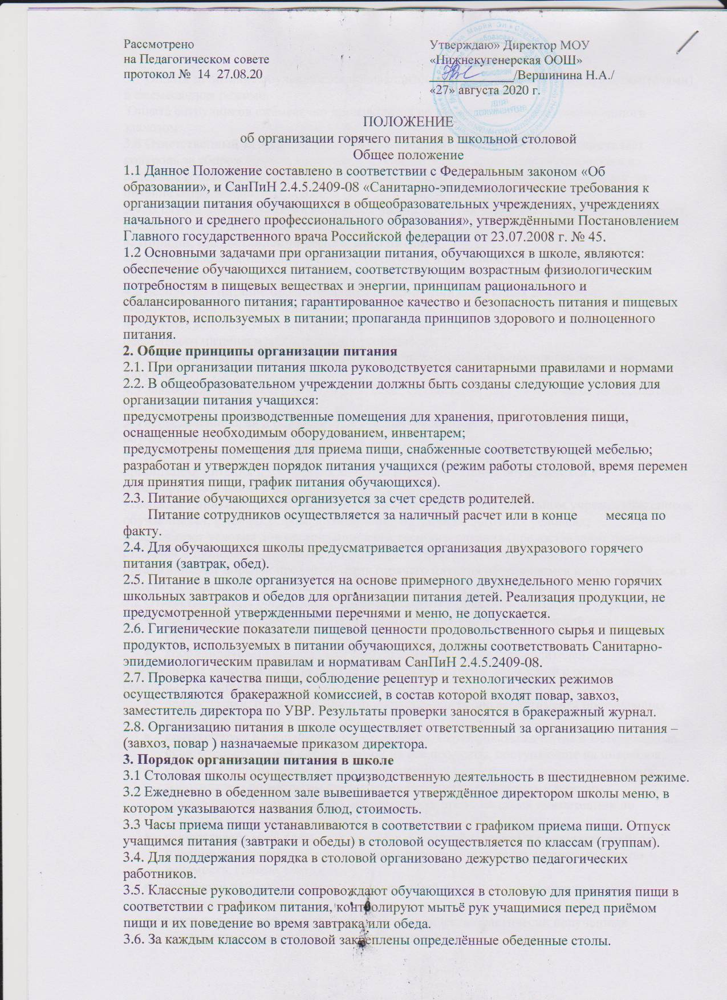 Рассмотрено
на Педагогическом совете
протокол № 14 27.08.20
Утверждаю» Директор МОУ
«Нижнекугенерская ООШ»
/Вершинина Н.А./
«27» августа 2020 г.
ДЛЯ
ДОКУМЕНТОВ
ПОЛОЖЕНИЕ
об организации горячего питания в школьной столовой
Общее положение
1.1 Данное Положение составлено в соответствии с Федеральным законом «Об
образовании», и СанПиН 2.4.5.2409-08 «Санитарно-эпидемиологические требования к
организации питания обучающихся в общеобразовательных учреждениях, учреждениях
начального и среднего профессионального образования», утверждёнными Постановлением
Главного государственного врача Российской федерации от 23.07.2008 г. № 45.
1.2 Основными задачами при организации питания, обучающихся в школе, являются:
обеспечение обучающихся питанием, соответствующим возрастным физиологическим
потребностям в пищевых веществах и энергии, принципам рационального и
сбалансированного питания; гарантированное качество и безопасность питания и пищевых
продуктов, используемых в питании; пропаганда принципов здорового и полноценного
питания.
2. Общие принципы организации питания
2.1. При организации питания школа руководствуется санитарными правилами и нормами
2.2. В общеобразовательном учреждении должны быть созданы следующие условия для
организации питания учащихся:
предусмотрены производственные помещения для хранения, приготовления пищи,
оснащенные необходимым оборудованием, инвентарем;
предусмотрены помещения для приема пищи, снабженные соответствующей мебелью;
разработан и утвержден порядок питания учащихся (режим работы столовой, время перемен
для принятия пищи, график питания обучающихся).
2.3. Питание обучающихся организуется за счет средств родителей.
Питание сотрудников осуществляется за наличный расчет или в конце месяца по
факту.
2.4. Для обучающихся школы предусматривается организация двухразового горячего
питания (завтрак, обед).
2.5. Питание в школе организуется на основе примерного двухнедельного меню горячих
школьных завтраков и обедов для организации питания детей. Реализация продукции, не
предусмотренной утвержденными перечнями и меню, не допускается.
2.6. Гигиенические показатели пищевой ценности продовольственного сырья и пищевых
продуктов, используемых в питании обучающихся, должны соответствовать Санитарно-
эпидемиологическим правилам и нормативам СанПиН 2.4.5.2409-08.
2.7. Проверка качества пищи, соблюдение рецептур и технологических режимов
осуществляются бракеражной комиссией, в состав которой входят повар, завхоз,
заместитель директора по УВР. Результаты проверки заносятся в бракеражный журнал.
2.8. Организацию питания в школе осуществляет ответственный за организацию питания –
(завхоз, повар ) назначаемые приказом директора.
3. Порядок организации питания в школе
3.1 Столовая школы осуществляет производственную деятельность в шестидневном режиме.
3.2 Ежедневно в обеденном зале вывешивается утверждённое директором школы меню, в
котором указываются названия блюд, стоимость.
3.3 Часы приема пищи устанавливаются в соответствии с графиком приема пищи. Отпуск
учащимся питания (завтраки и обеды) в столовой осуществляется по классам (группам).
3.4. Для поддержания порядка в столовой организовано дежурство педагогических
работников.
3.5. Классные руководители сопровождают обучающихся в столовую для принятия пищи в
соответствии с графиком питания, контролируют мытьё рук учащимися перед приёмом
пищи и их поведение во время завтрака или обеда.
3.6. За каждым классом в столовой закреплены определённые обеденные столы.